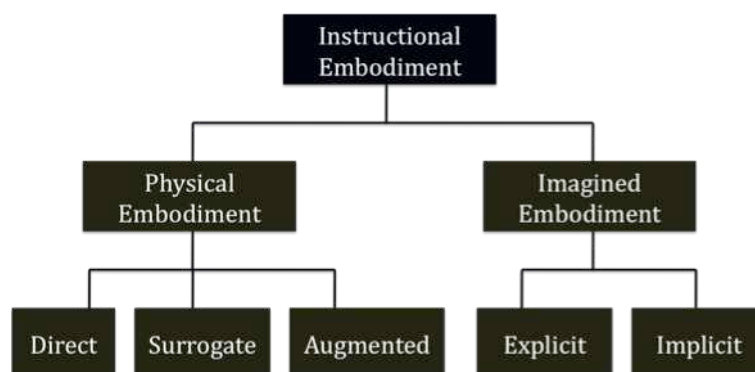 Instructional
Embodiment
Physical
Embodiment
Imagined
Embodiment
Direct
Surrogate
Augmented
Explicit
Implicit